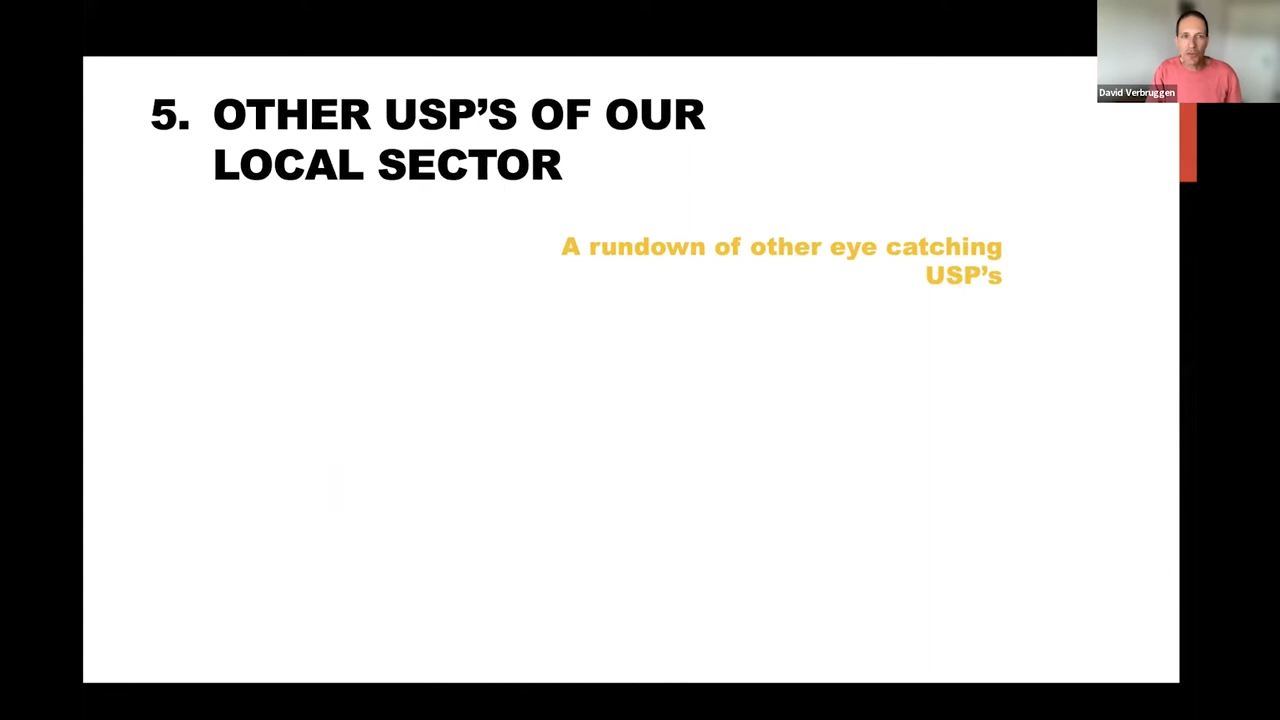 5. OTHER USP’S OF OUR
LOCAL SECTOR
A rundown of other eye catching
USP’s
David Verbruggen